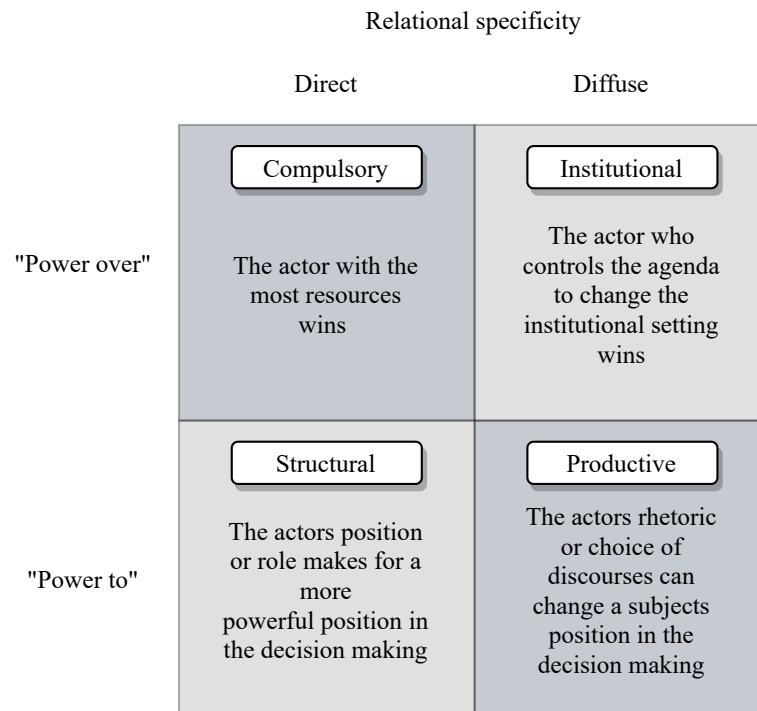 Relational specificity
Direct
Diffuse
"Power over"
Compulsory
The actor with the
most resources
wins
Institutional
The actor who
controls the agenda
to change the
institutional setting
wins
"Power to"
Structural
The actors position
or role makes for a
more
powerful position in
the decision making
Productive
The actors rhetoric
or choice of
discourses can
change a subjects
position in the
decision making